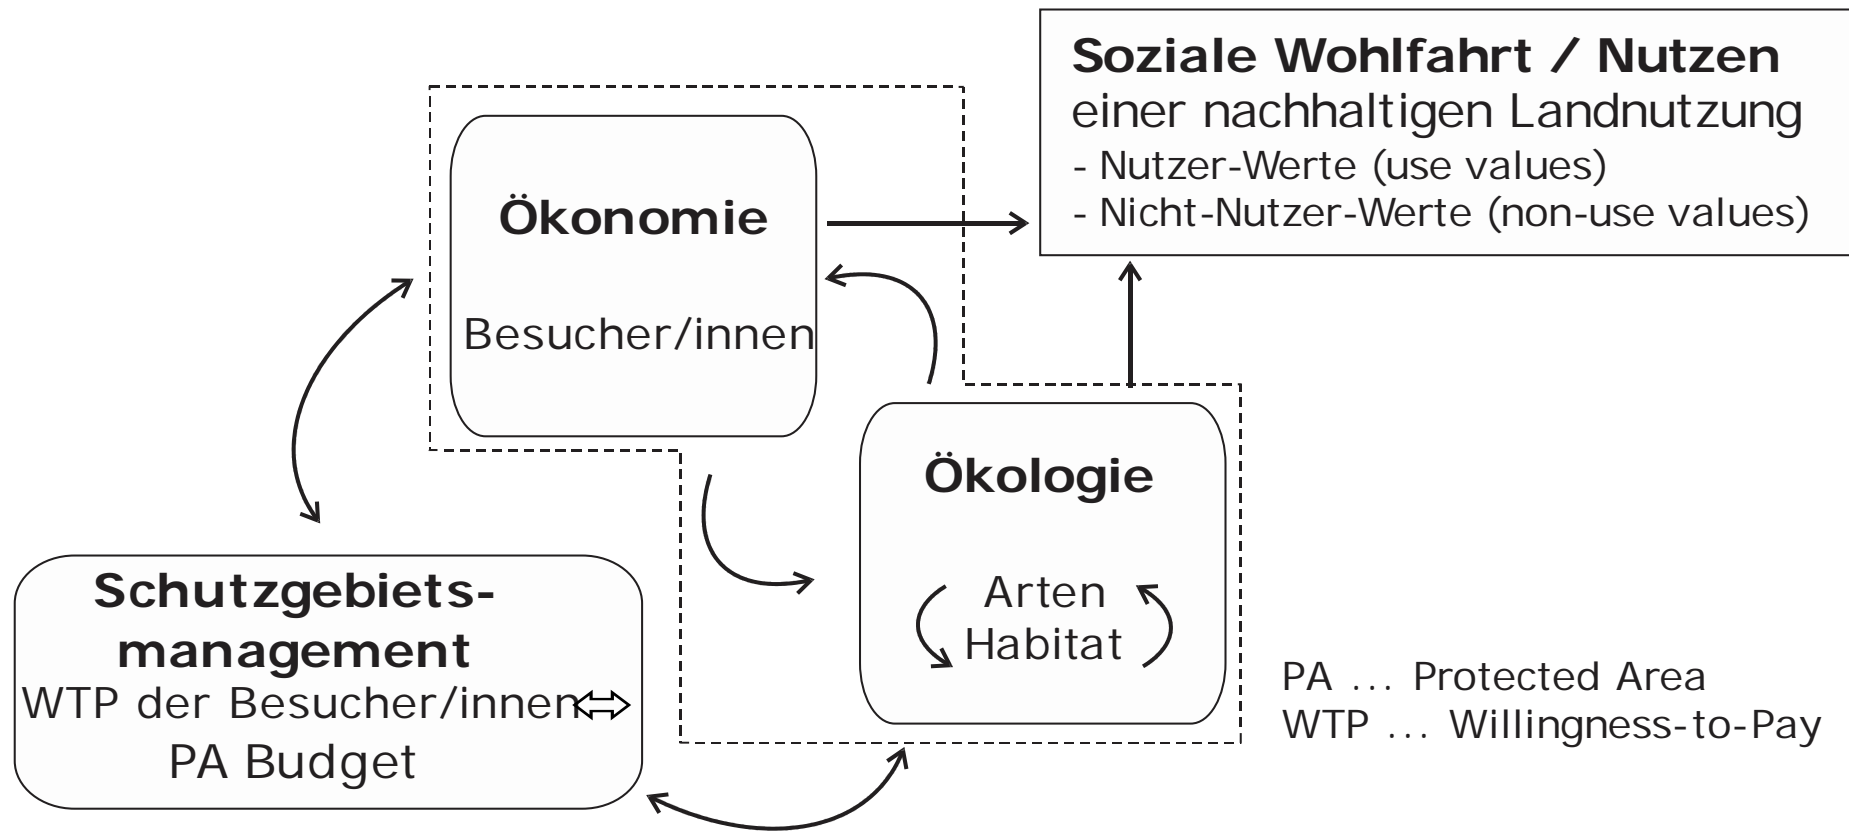 Soziale Wohlfahrt / Nutzen
einer nachhaltigen Landnutzung
- Nutzer-Werte (use values)
- Nicht-Nutzer-Werte (non-use values)
Ökonomie
Besucher/innen
Ökologie
Arten
Habitat
Schutzgebiets-
management
WTP der Besucher/innen
PA Budget
PA ... Protected Area
WTP ... Willingness-to-Pay